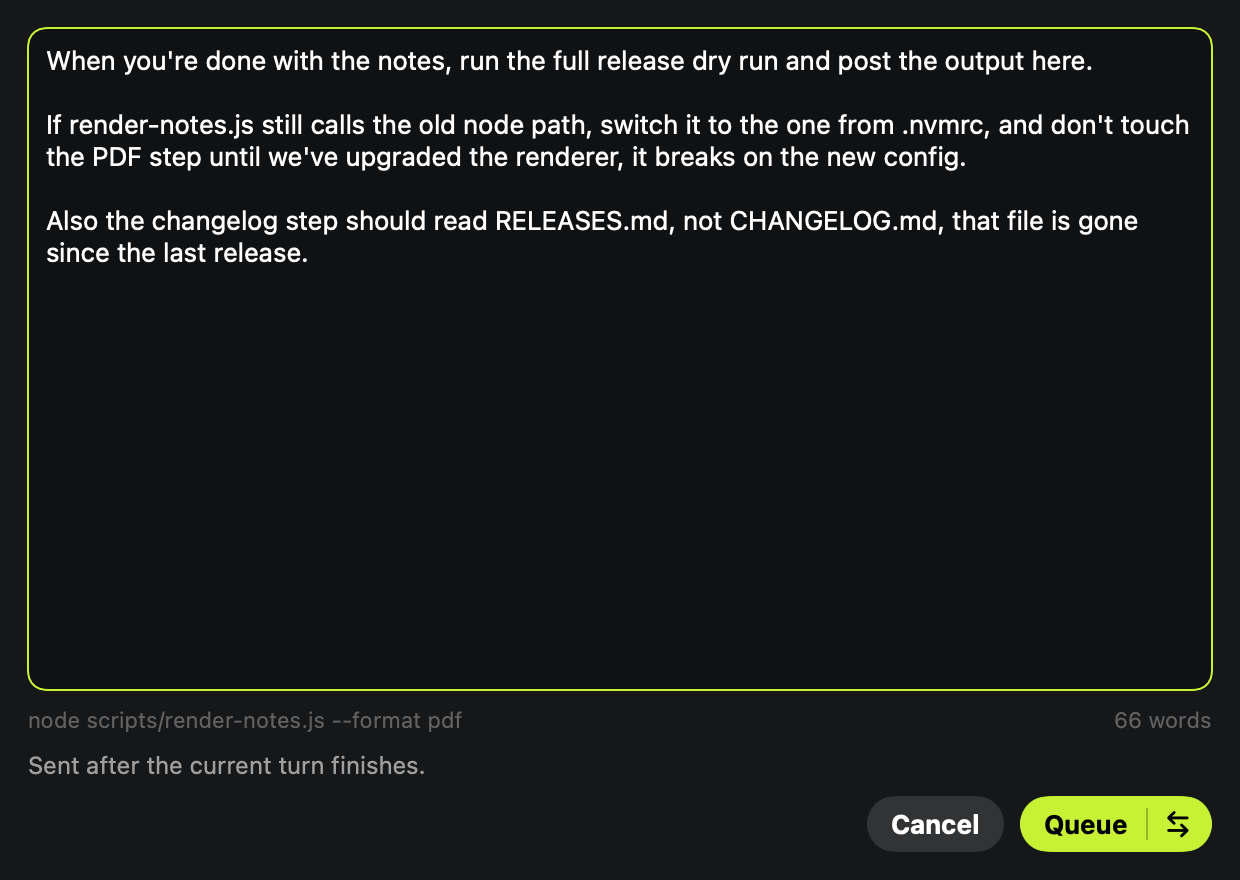 When you're done with the notes, run the full release dry run and post the output here.
If render-notes.js still calls the old node path, switch it to the one from .nvmrc, and don't touch
the PDF step until we've upgraded the renderer, it breaks on the new config.
Also the changelog step should read RELEASES.md, not CHANGELOG.md, that file is gone
since the last release.
node scripts/render-notes.js --format pdf
66 words
Sent after the current turn finishes.
Cancel
Queue